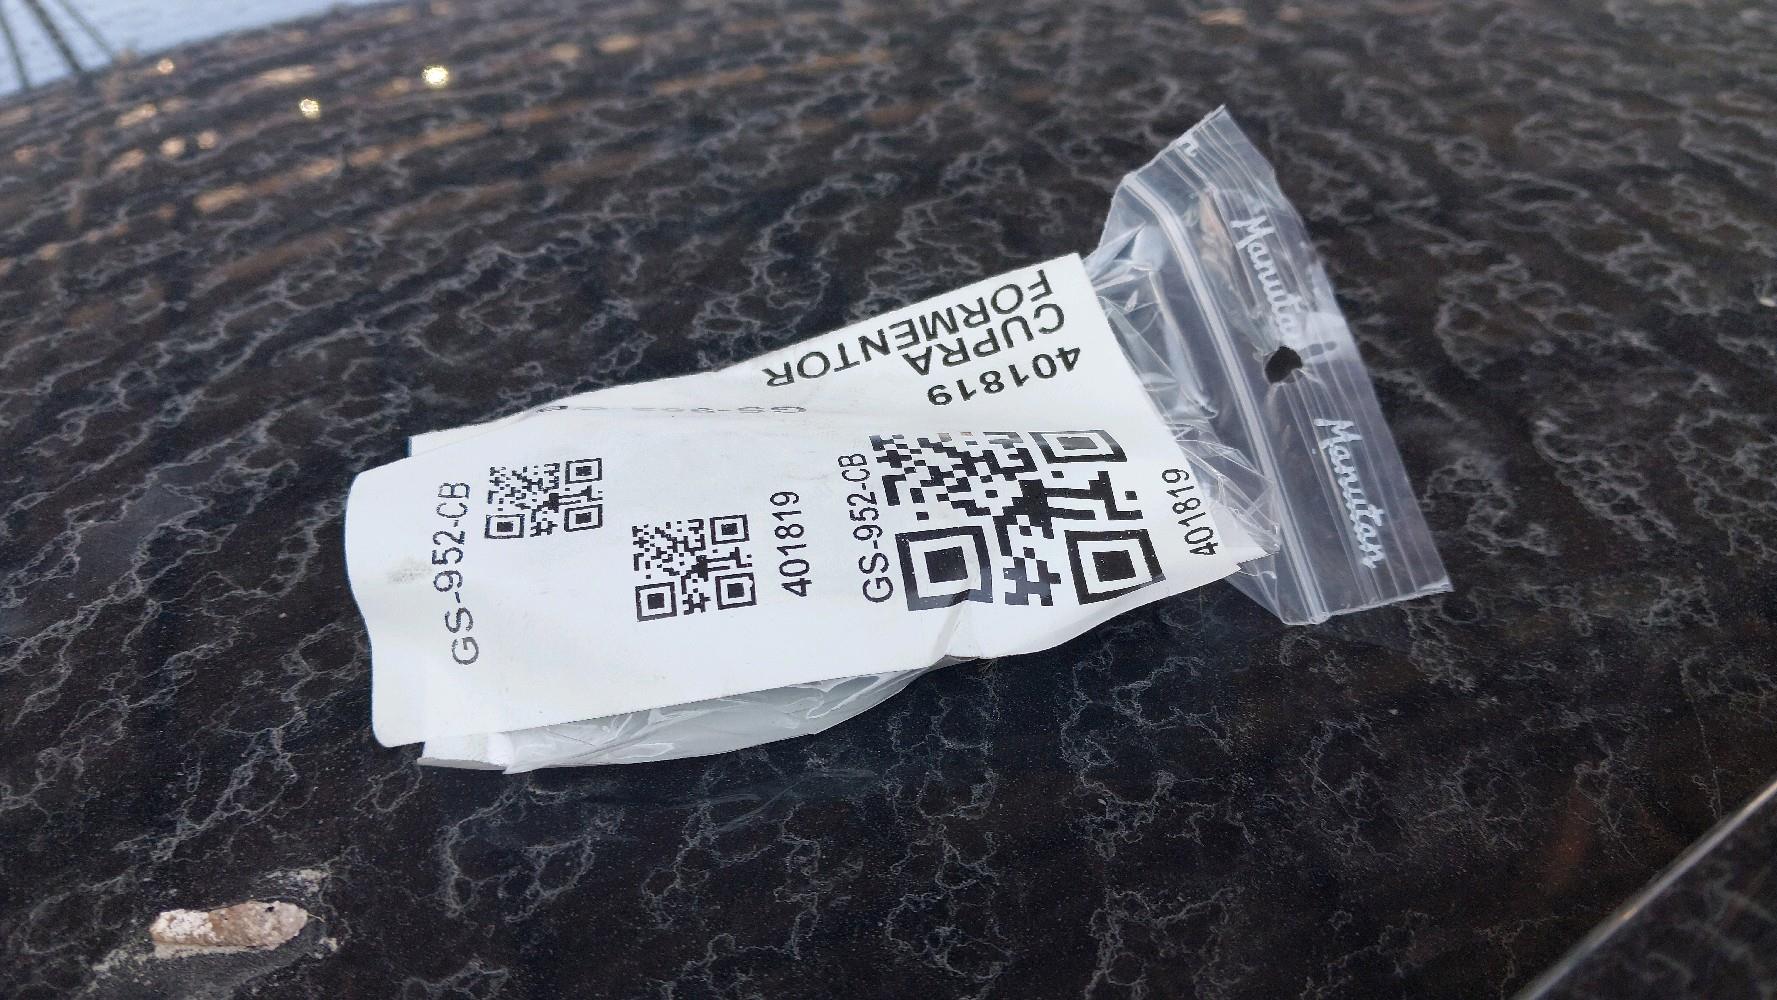 401819
CUPRA
FORMENTOR
GS-952-CB
401819
GS-952-CB
401819
Manutan
Manutan